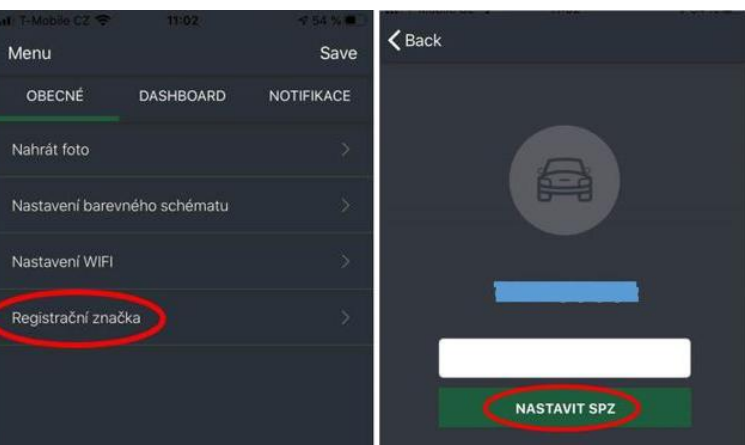 T-Mobile CZ 11:02 54 %
Menu Save
OBECNÉ DASHBOARD NOTIFIKACE
Nahrát foto
Nastavení barevného schématu
Nastavení WIFI
Registrační značka
Back
NASTAVIT SPZ